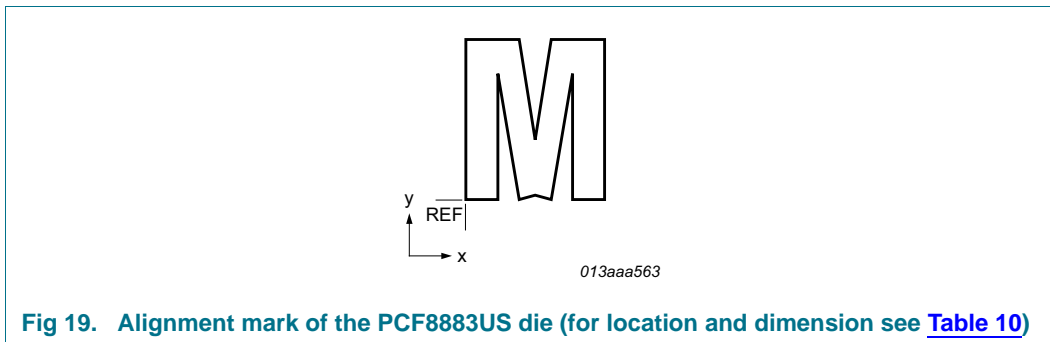 M
y
REF
x
013aaa563
Fig 19. Alignment mark of the PCF8883US die (for location and dimension see Table 10)